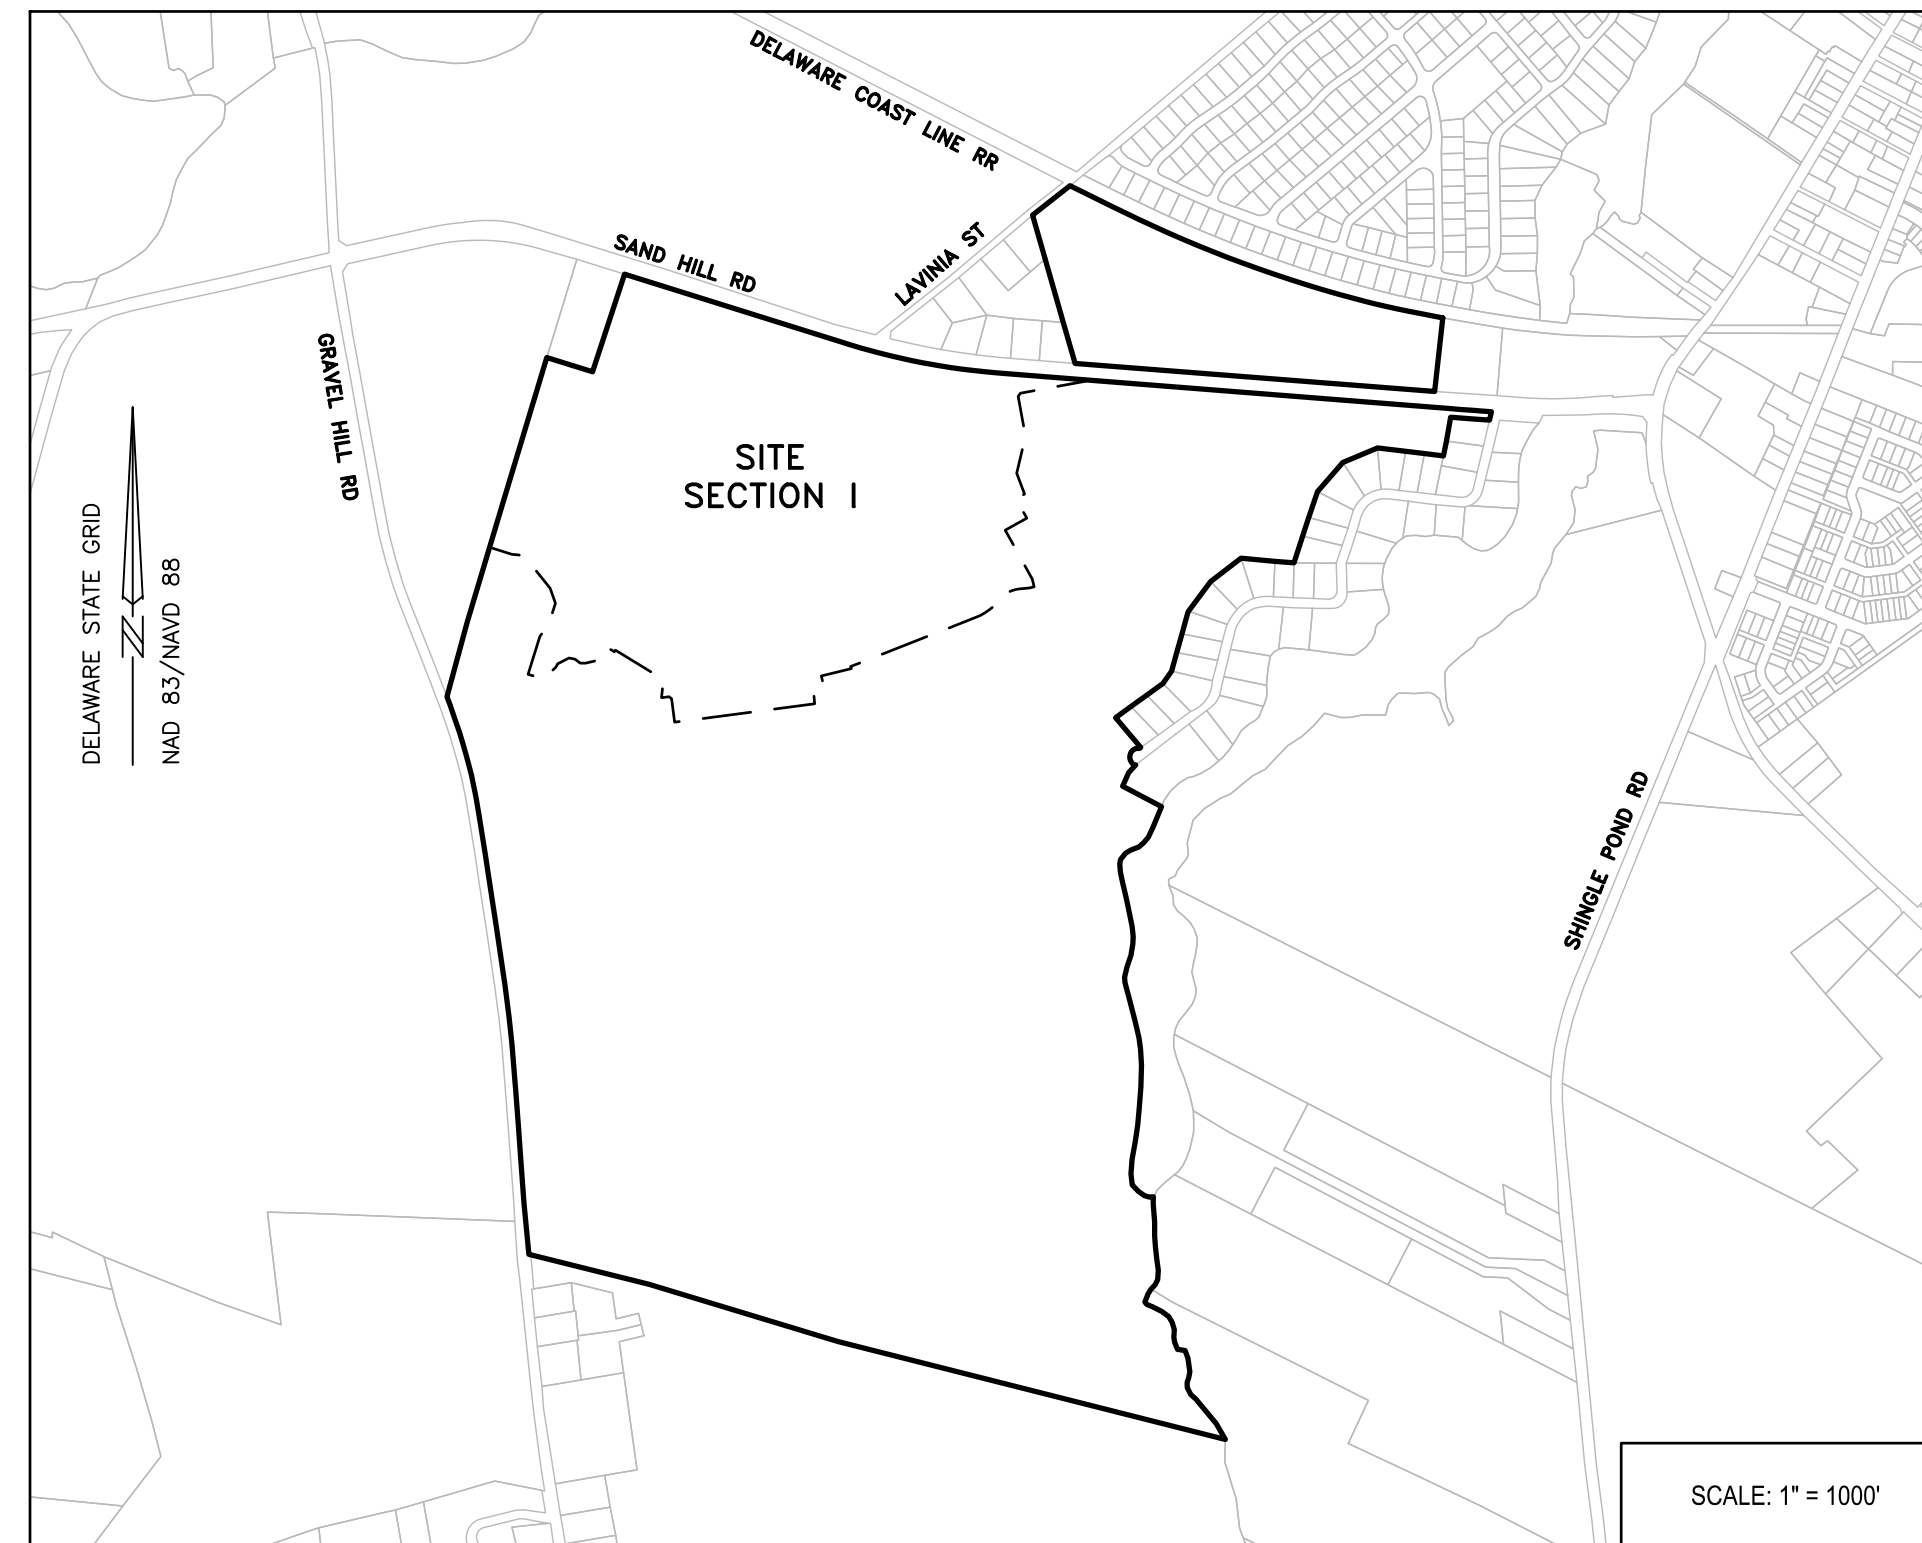 DELAWARE COAST LINE RR
SAND HILL RD
LAVINIA ST
GRAVEL HILL RD
SITE
SECTION 1
DELAWARE STATE GRID
N
NAD 83/NAVD 88
SHINGLE POND RD
SCALE: 1" = 1000'